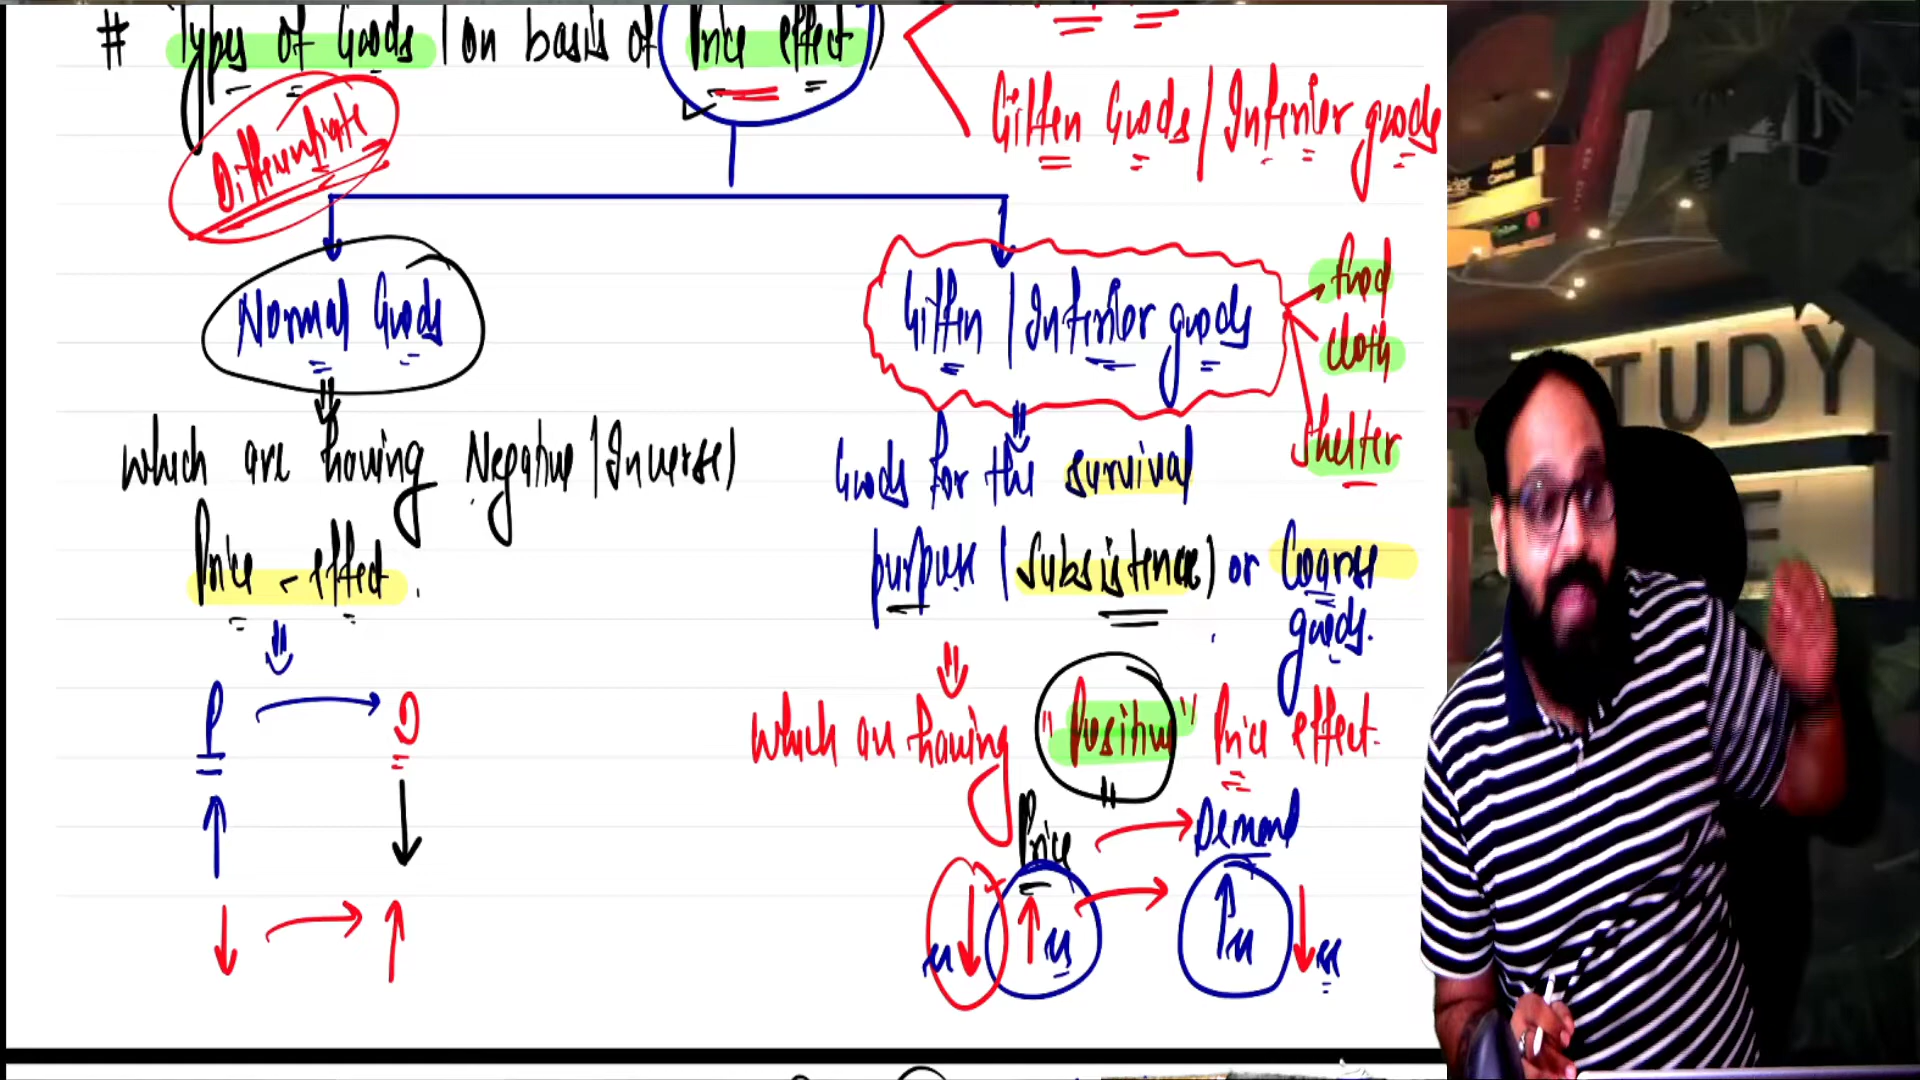 # Types of Goods (on basis of Price effect)
Giffen Goods / Inferior goods
Differentiate
Normal Goods
Giffen / Inferior goods
food
cloth
shelter
which are having Negative (Inverse)
Price - effect.
Goods for the survival
purpose (subsistence) or Coarse
goods.
P D
which are having "Positive" Price effect.
Price Demand
TUDY